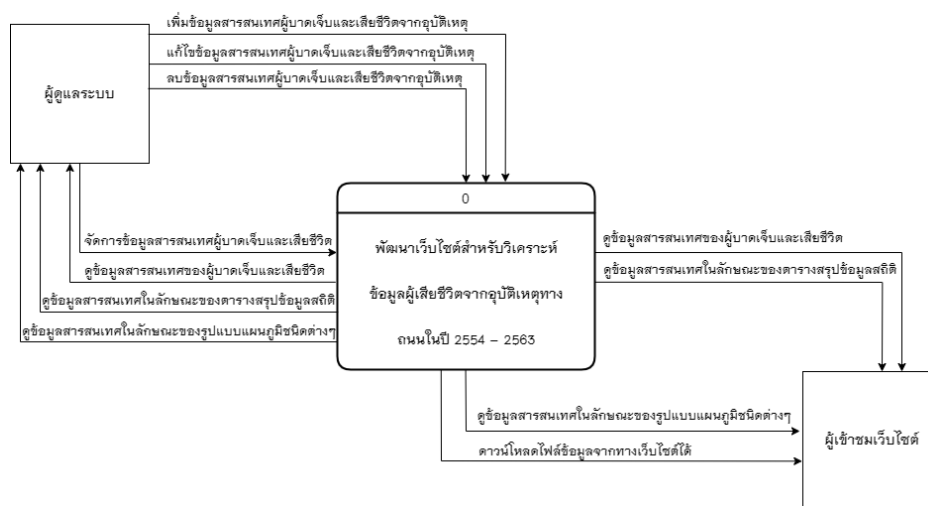 เพิ่มข้อมูลสารสนเทศผู้บาดเจ็บและเสียชีวิตจากอุบัติเหตุ
แก้ไขข้อมูลสารสนเทศผู้บาดเจ็บและเสียชีวิตจากอุบัติเหตุ
ลบข้อมูลสารสนเทศผู้บาดเจ็บและเสียชีวิตจากอุบัติเหตุ
ผู้ดูแลระบบ
0
พัฒนาเว็บไซต์สำหรับวิเคราะห์
ข้อมูลผู้เสียชีวิตจากอุบัติเหตุทาง
ถนนในปี 2554 – 2563
จัดการข้อมูลสารสนเทศผู้บาดเจ็บและเสียชีวิต
ดูข้อมูลสารสนเทศของผู้บาดเจ็บและเสียชีวิต
ดูข้อมูลสารสนเทศในลักษณะของตารางสรุปข้อมูลสถิติ
ดูข้อมูลสารสนเทศในลักษณะของรูปแบบแผนภูมิชนิดต่างๆ
ดูข้อมูลสารสนเทศของผู้บาดเจ็บและเสียชีวิต
ดูข้อมูลสารสนเทศในลักษณะของตารางสรุปข้อมูลสถิติ
ดูข้อมูลสารสนเทศในลักษณะของรูปแบบแผนภูมิชนิดต่างๆ
ดาวน์โหลดไฟล์ข้อมูลจากทางเว็บไซต์ได้
ผู้เข้าชมเว็บไซต์